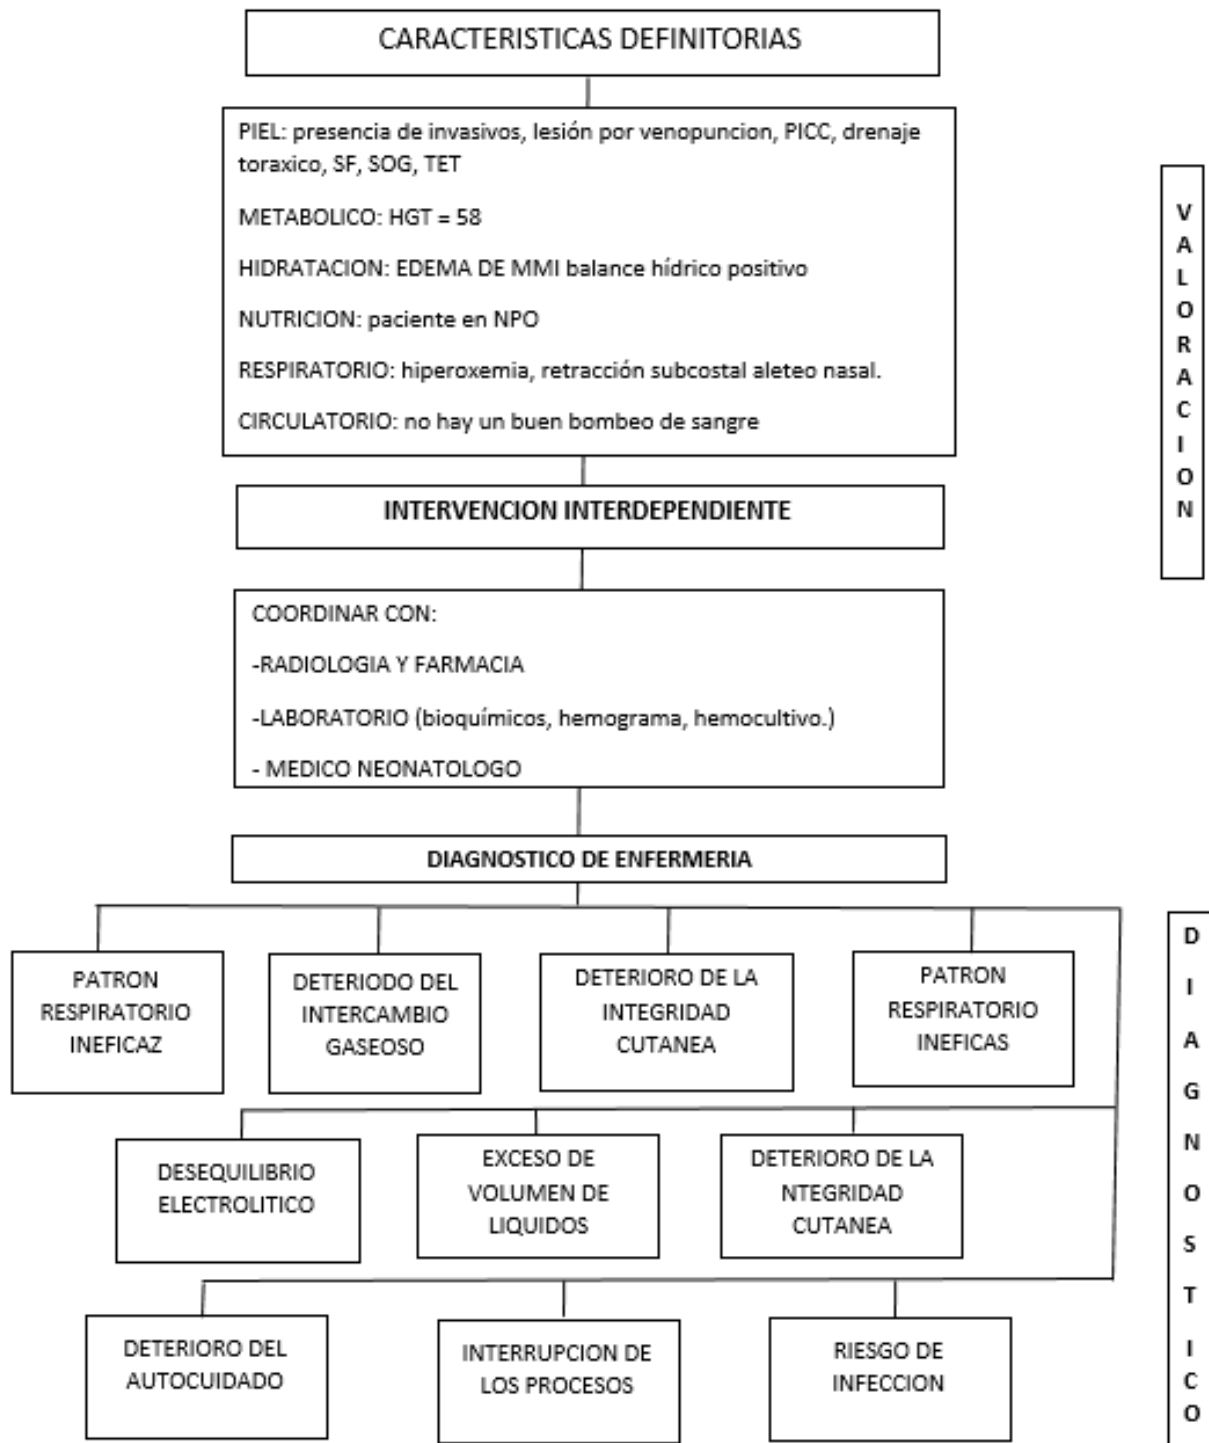 CARACTERISTICAS DEFINITORIAS
PIEL: presencia de invasivos, lesión por venopuncion, PICC, drenaje
toraxico, SF, SOG, TET
METABOLICO: HGT = 58
HIDRATACION: EDEMA DE MMI balance hídrico positivo
NUTRICION: paciente en NPO
RESPIRATORIO: hiperoxemia, retracción subcostal aleteo nasal.
CIRCULATORIO: no hay un buen bombeo de sangre
VALORACION
INTERVENCION INTERDEPENDIENTE
COORDINAR CON:
-RADIOLOGIA Y FARMACIA
-LABORATORIO (bioquímicos, hemograma, hemocultivo.)
- MEDICO NEONATOLOGO
DIAGNOSTICO DE ENFERMERIA
PATRON
RESPIRATORIO
INEFICAZ
DETERIODO DEL
INTERCAMBIO
GASEOSO
DETERIORO DE LA
INTEGRIDAD
CUTANEA
PATRON
RESPIRATORIO
INEFICAS
DESEQUILIBRIO
ELECTROLITICO
EXCESO DE
VOLUMEN DE
LIQUIDOS
DETERIORO DE LA
NTEGRIDAD
CUTANEA
DETERIORO DEL
AUTOCUIDADO
INTERRUPCION DE
LOS PROCESOS
RIESGO DE
INFECCION
DIAGNOSTICO